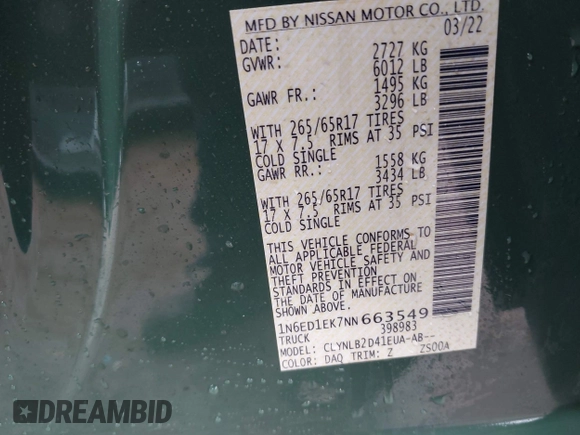 MFD BY NISSAN MOTOR CO., LTD.
DATE: 03/22
GVWR: 2727 KG
6012 LB
GAWR FR.: 1495 KG
3296 LB
WITH 265/65R17 TIRES
17 X 7.5 RIMS AT 35 PSI
COLD SINGLE
GAWR RR.: 1558 KG
3434 LB
WITH 265/65R17 TIRES
17 X 7.5 RIMS AT 35 PSI
COLD SINGLE
THIS VEHICLE CONFORMS TO
ALL APPLICABLE FEDERAL
MOTOR VEHICLE SAFETY AND
THEFT PREVENTION
STANDARDS IN EFFECT ON
THE DATE OF MANUFACTURE
SHOWN ABOVE.
1N6ED1EK7NN663549
TRUCK 398983
MODEL: CLYNLB2D41EUA-AB--
COLOR: DAQ TRIM: Z ZS00A
DREAMBID